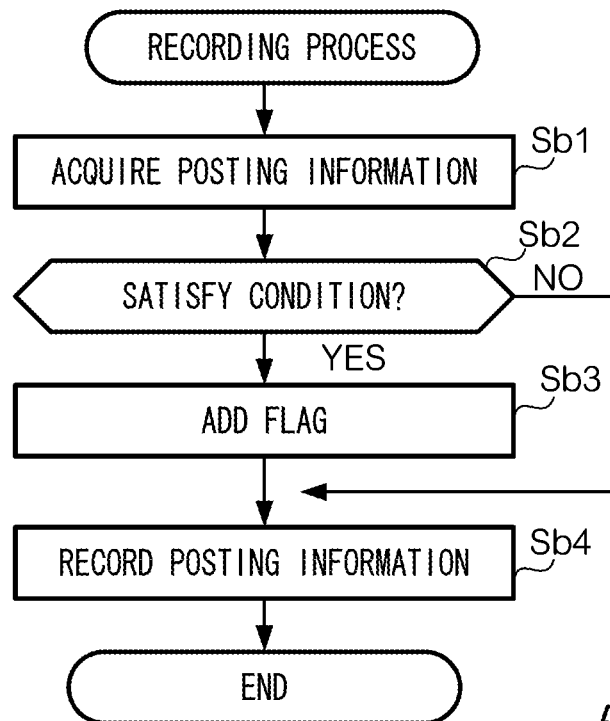 RECORDING PROCESS
Sb1
ACQUIRE POSTING INFORMATION
Sb2
SATISFY CONDITION?
NO
YES
Sb3
ADD FLAG
Sb4
RECORD POSTING INFORMATION
END